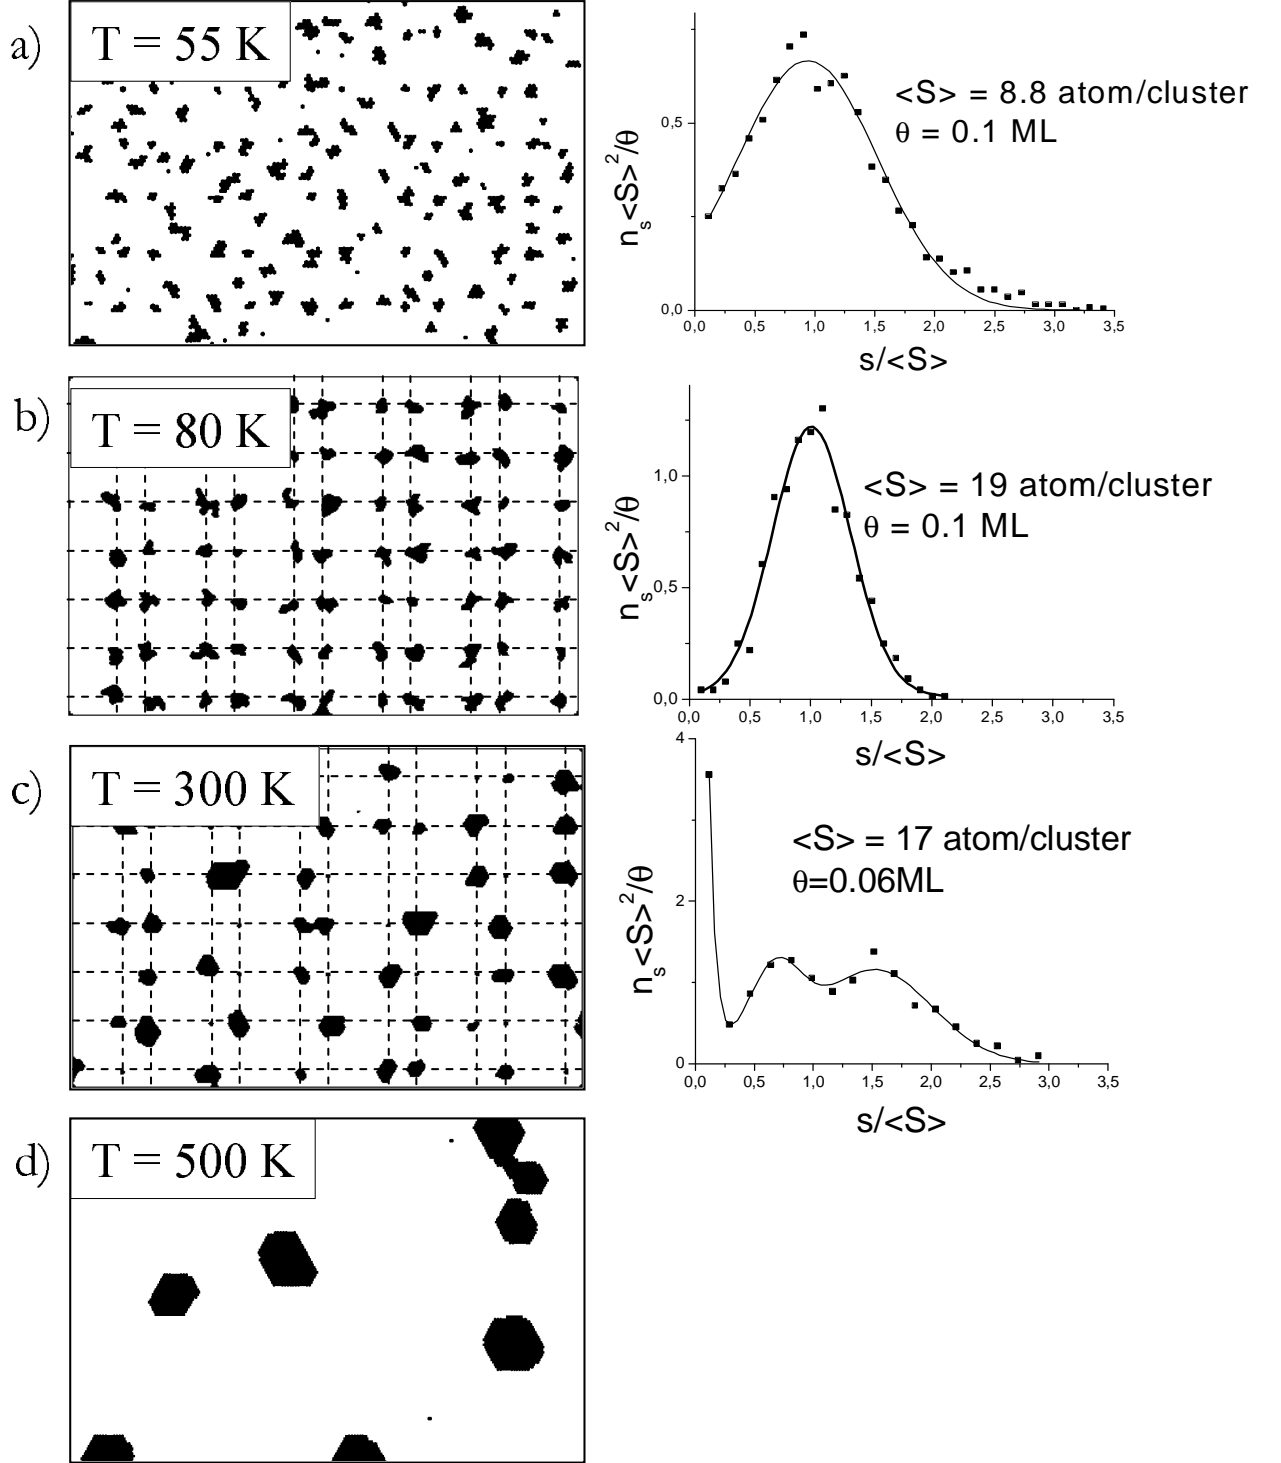 a)
T = 55 K
n_s<S>²/θ
0,5
0,0
0,0 0,5 1,0 1,5 2,0 2,5 3,0 3,5
s/<S>
<S> = 8.8 atom/cluster
θ = 0.1 ML
b)
T = 80 K
n_s<S>²/θ
1,0
0,5
0,0
0,0 0,5 1,0 1,5 2,0 2,5 3,0 3,5
s/<S>
<S> = 19 atom/cluster
θ = 0.1 ML
c)
T = 300 K
n_s<S>²/θ
4
2
0
0,0 0,5 1,0 1,5 2,0 2,5 3,0 3,5
s/<S>
<S> = 17 atom/cluster
θ=0.06ML
d)
T = 500 K